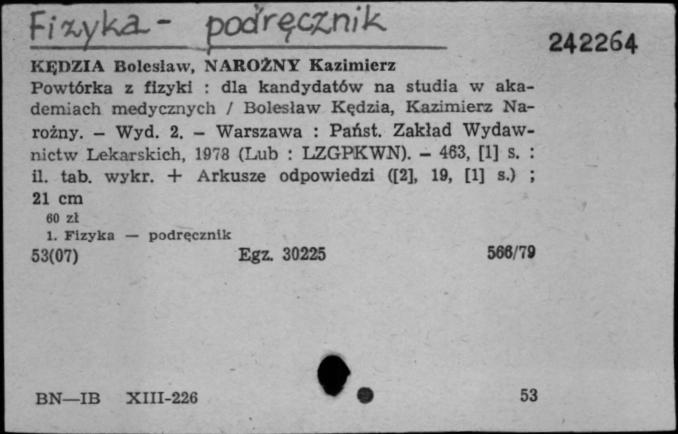 Fizyka - podręcznik
242264
KĘDZIA Bolesław, NAROŻNY Kazimierz
Powtórka z fizyki : dla kandydatów na studia w aka-
demiach medycznych / Bolesław Kędzia, Kazimierz Na-
rożny. — Wyd. 2. — Warszawa : Państ. Zakład Wydaw-
nictw Lekarskich, 1978 (Lub : LZGPKWN). — 463, [1] s. :
il. tab. wykr. + Arkusze odpowiedzi ([2], 19, [1] s.) ;
21 cm
60 zł
1. Fizyka — podręcznik
53(07) Egz. 30225 566/79
BN—IB XIII-226 53